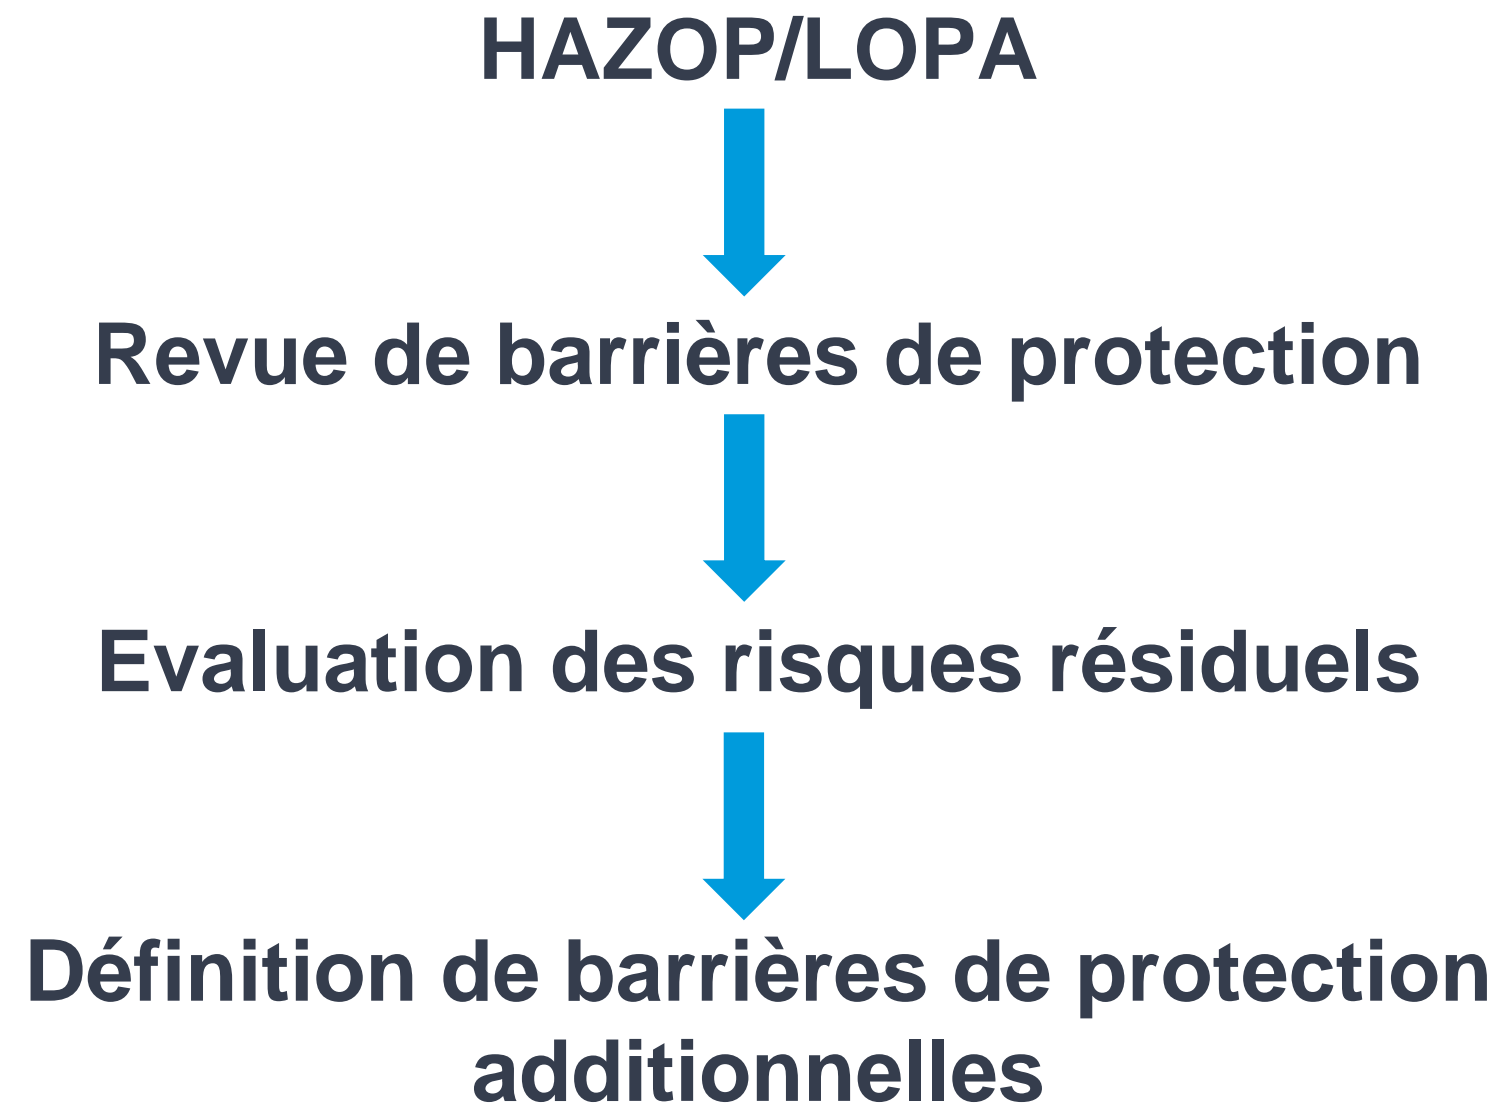 HAZOP/LOPA
Revue de barrières de protection
Evaluation des risques résiduels
Définition de barrières de protection
additionnelles